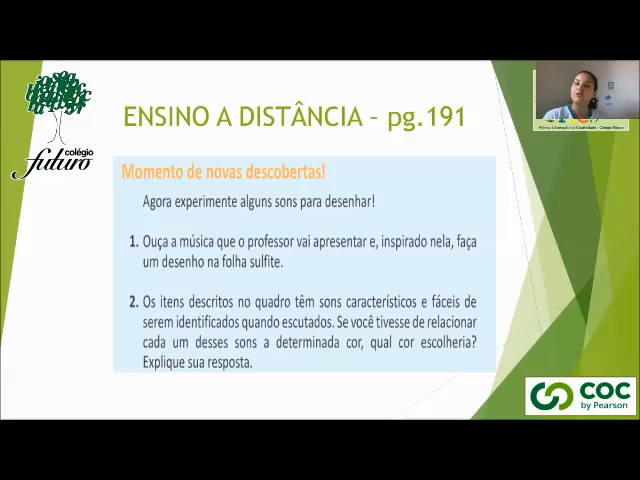 ENSINO A DISTÂNCIA – pg.191
colégio
futuro
Momento de novas descobertas!
Agora experimente alguns sons para desenhar!
1. Ouça a música que o professor vai apresentar e, inspirado nela, faça
um desenho na folha sulfite.
2. Os itens descritos no quadro têm sons característicos e fáceis de
serem identificados quando escutados. Se você tivesse de relacionar
cada um desses sons a determinada cor, qual cor escolheria?
Explique sua resposta.
COC
by Pearson